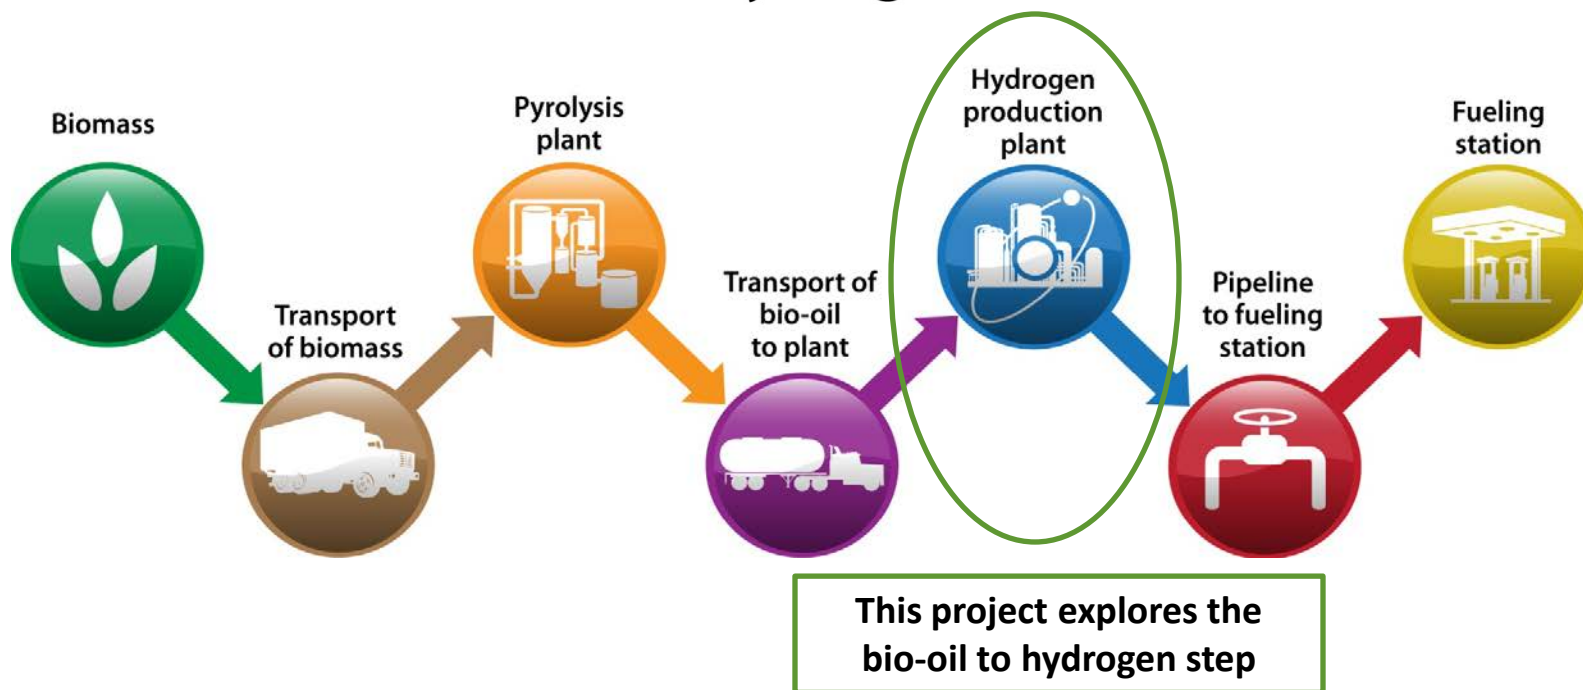 Biomass
Transport
of biomass
Pyrolysis
plant
Transport of
bio-oil
to plant
Hydrogen
production
plant
Pipeline
to fueling
station
Fueling
station
This project explores the
bio-oil to hydrogen step